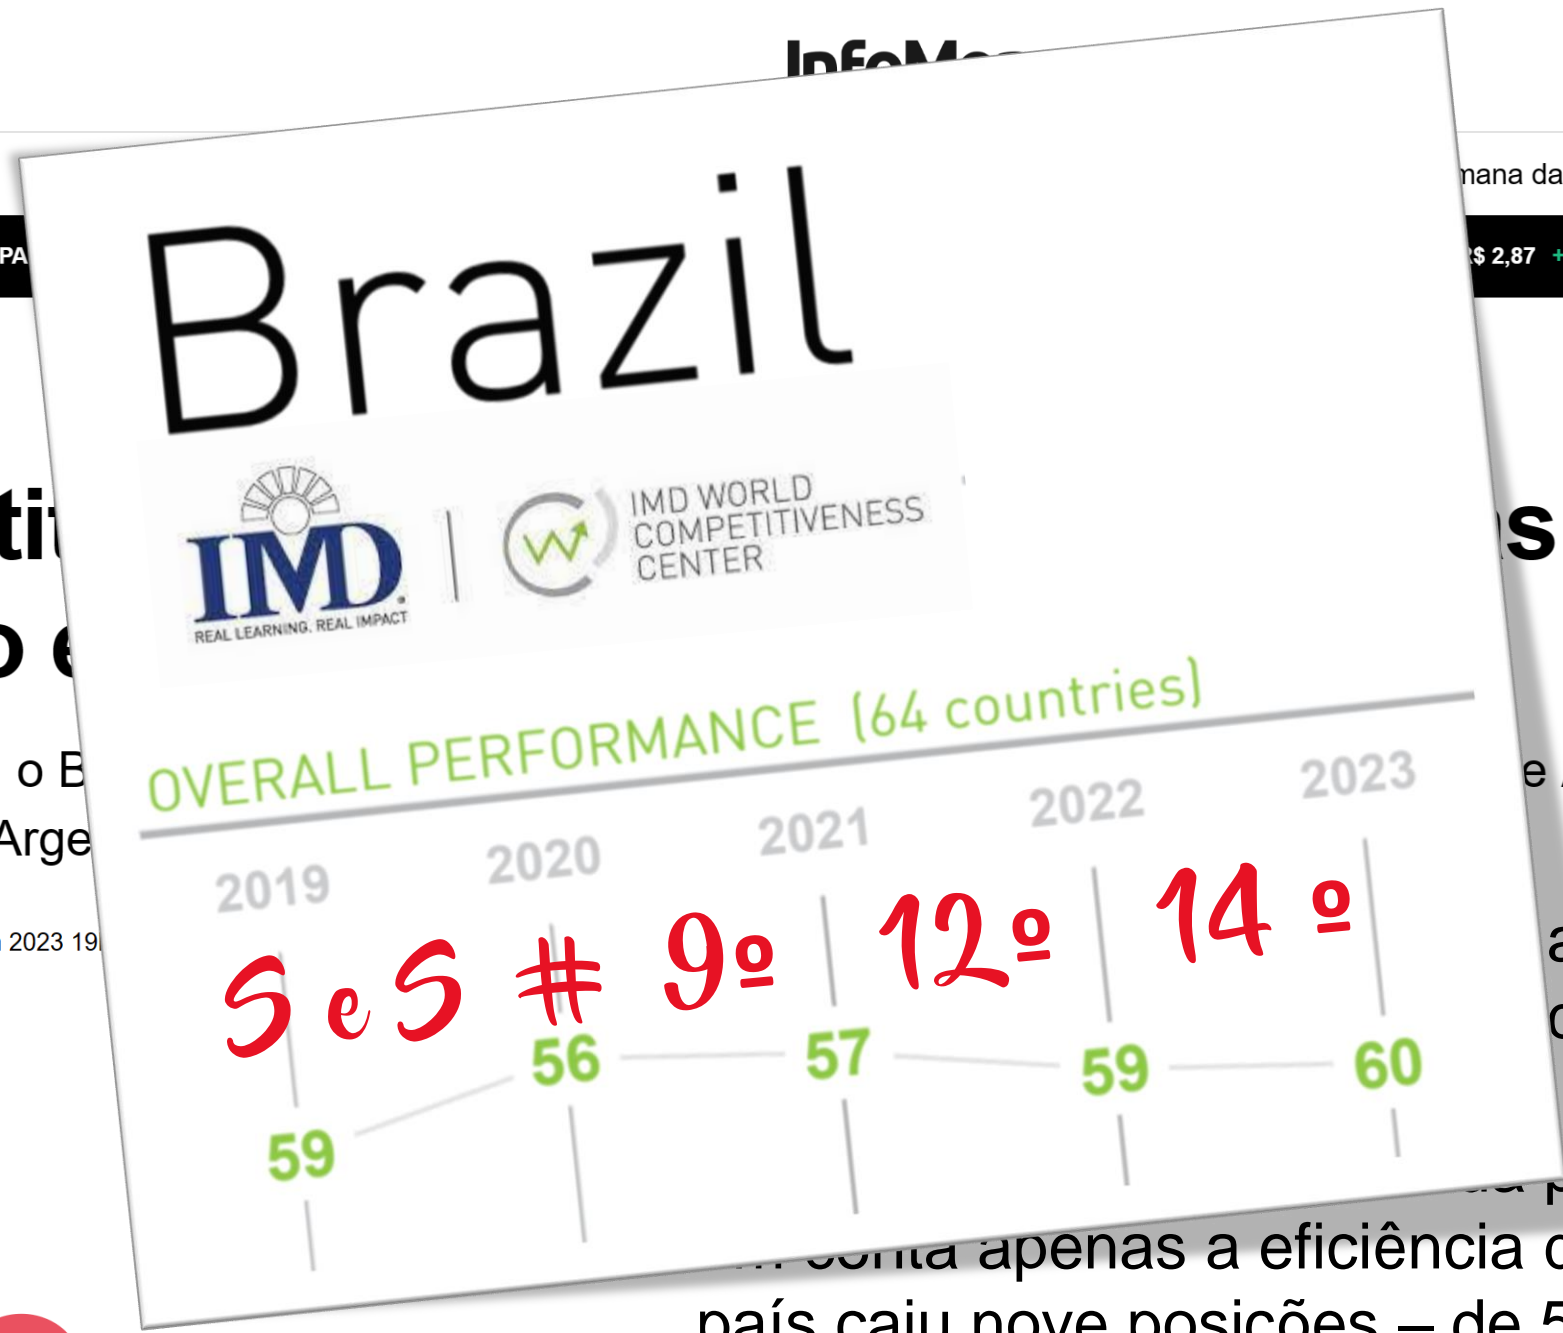 mana da
PA
R$ 2,87 +
Brazil
IMD
REAL LEARNING. REAL IMPACT
IMD WORLD
COMPETITIVENESS
CENTER
OVERALL PERFORMANCE (64 countries)
2019 2020 2021 2022 2023
S e S # 9º 12º 14 º
59 56 57 59 60
o B
Arge
2023 19
conta apenas a eficiência
país caiu nove posições – de 5